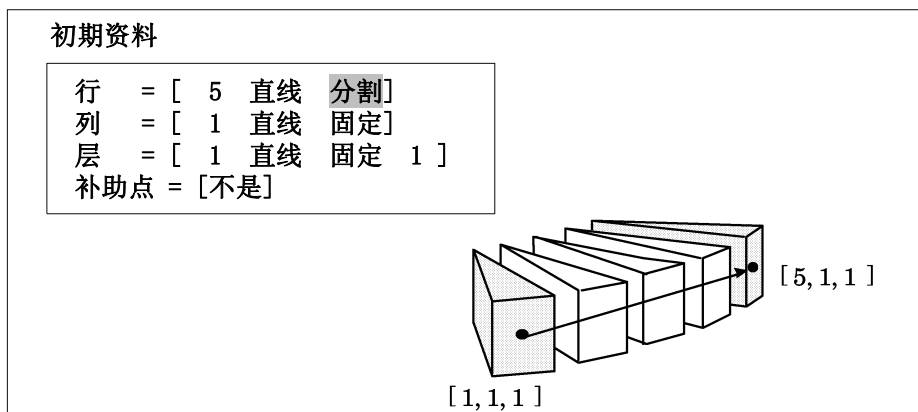 初期资料
行 = [ 5 直线 分割]
列 = [ 1 直线 固定]
层 = [ 1 直线 固定 1 ]
补助点 = [不是]
[5,1,1]
[1,1,1]